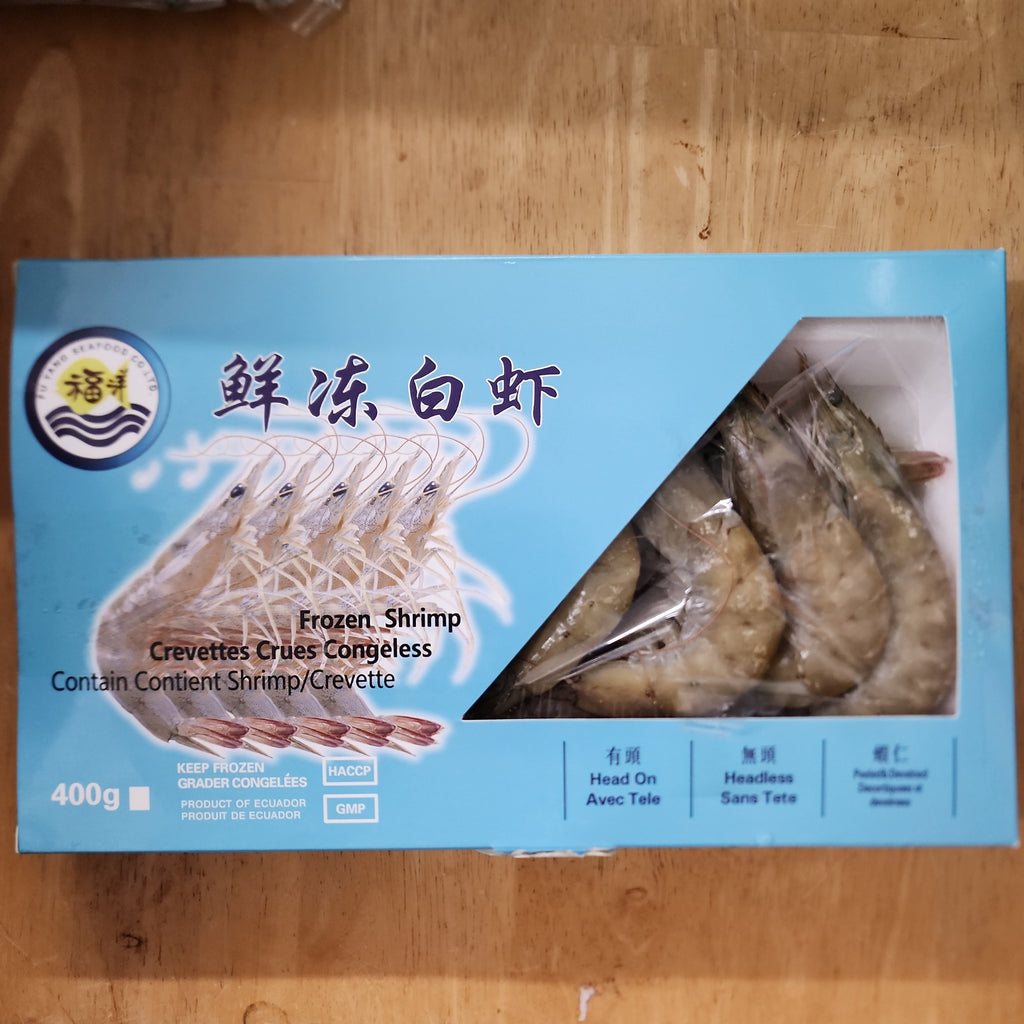 FU YANG SEAFOOD CO LTD
福洋
鲜冻白虾
Frozen Shrimp
Crevettes Crues Congeless
Contain Contient Shrimp/Crevette
400g
KEEP FROZEN
GRADER CONGELÉES
PRODUCT OF ECUADOR
PRODUIT DE ECUADOR
HACCP
GMP
有頭
Head On
Avec Tele
無頭
Headless
Sans Tete
蝦仁